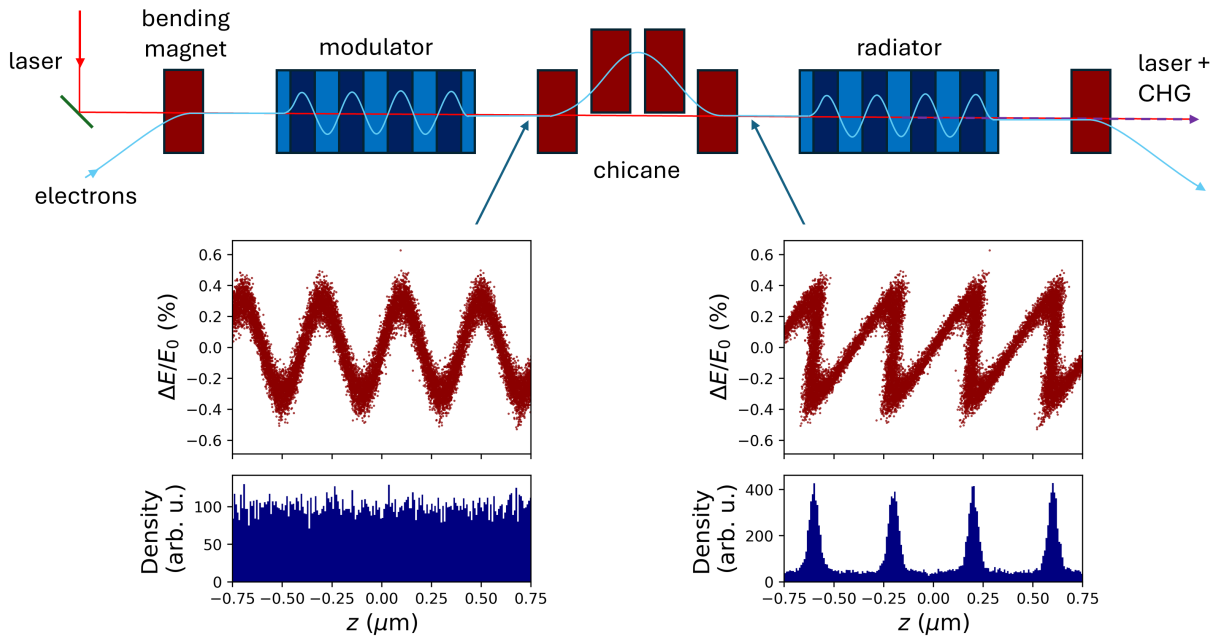 bending
magnet
laser
modulator
radiator
laser +
CHG
electrons
chicane
ΔE/E₀ (%)
0.6
0.4
0.2
0.0
−0.2
−0.4
−0.6
ΔE/E₀ (%)
0.6
0.4
0.2
0.0
−0.2
−0.4
−0.6
Density
(arb. u.)
100
50
0
−0.75 −0.50 −0.25 0.00 0.25 0.50 0.75
z (μm)
Density
(arb. u.)
400
200
0
−0.75 −0.50 −0.25 0.00 0.25 0.50 0.75
z (μm)